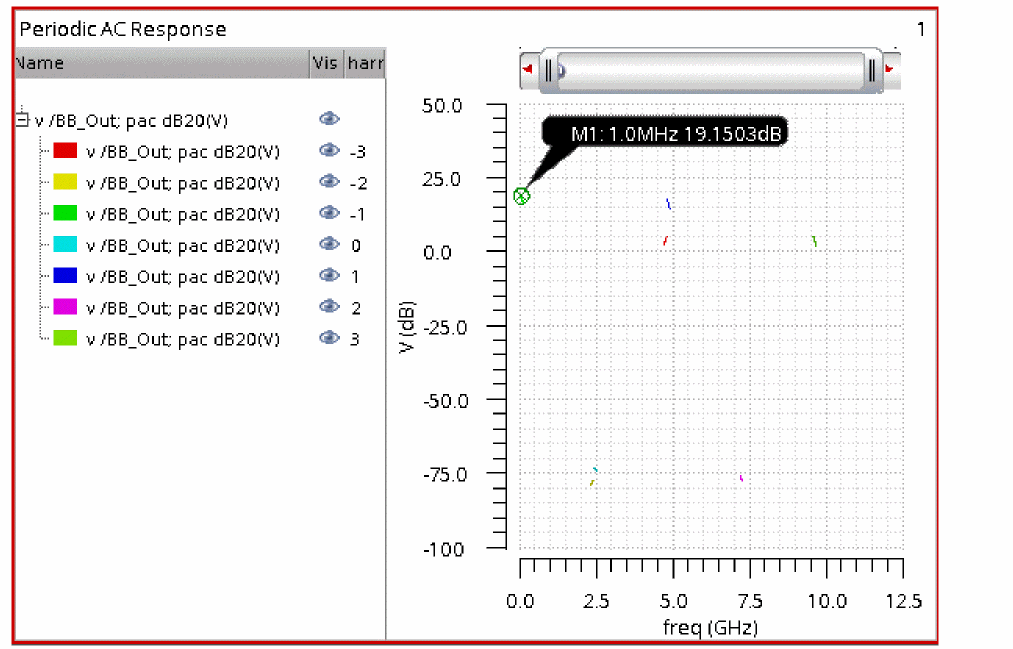 Periodic AC Response 1
Name Vis harr
v /BB_Out; pac dB20(V)
v /BB_Out; pac dB20(V) -3
v /BB_Out; pac dB20(V) -2
v /BB_Out; pac dB20(V) -1
v /BB_Out; pac dB20(V) 0
v /BB_Out; pac dB20(V) 1
v /BB_Out; pac dB20(V) 2
v /BB_Out; pac dB20(V) 3
M1: 1.0MHz 19.1503dB
V (dB)
50.0
25.0
0.0
-25.0
-50.0
-75.0
-100
0.0 2.5 5.0 7.5 10.0 12.5
freq (GHz)